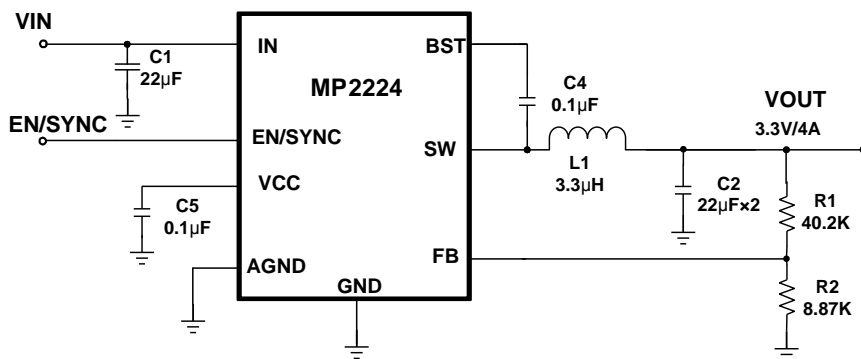 VIN
C1
22µF
IN
BST
MP2224
C4
0.1µF
VOUT
3.3V/4A
EN/SYNC
EN/SYNC
SW
L1
3.3µH
C2
22µF×2
R1
40.2K
VCC
C5
0.1µF
AGND
FB
GND
R2
8.87K